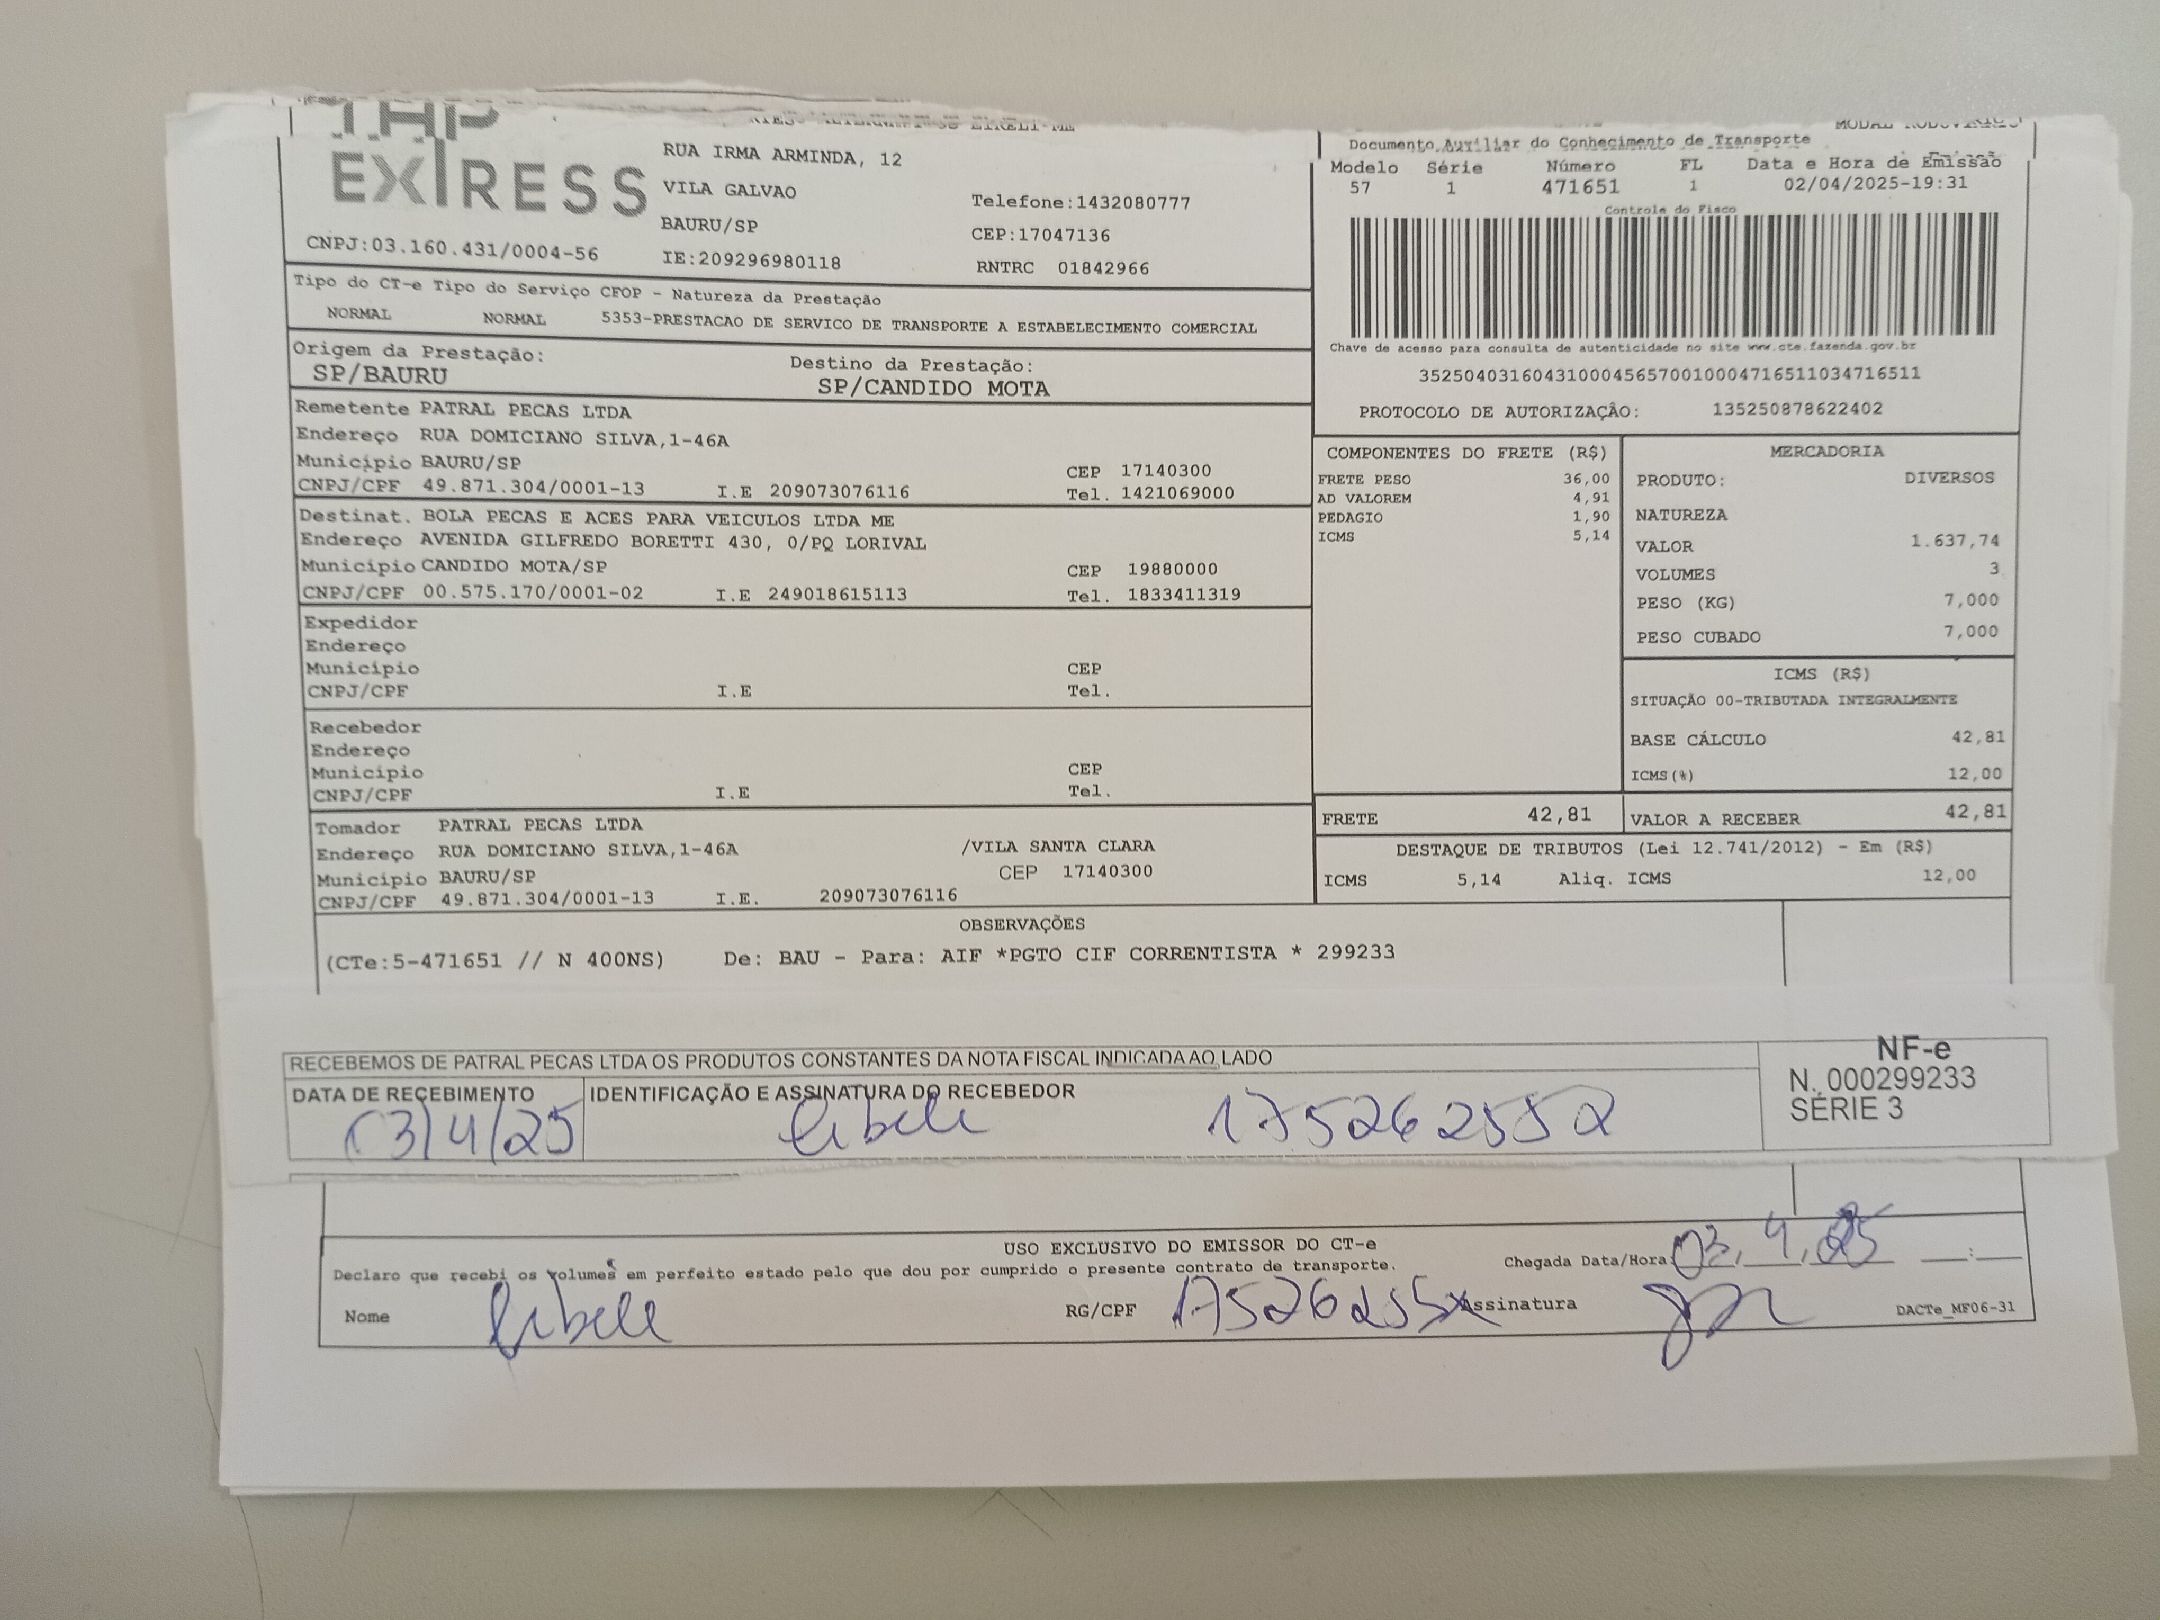 TAP
EXPRESS
RUA IRMA ARMINDA, 12
VILA GALVAO
BAURU/SP
IE:209296980118
Telefone:1432080777
CEP:17047136
RNTRC 01842966
CNPJ:03.160.431/0004-56
Documento Auxiliar do Conhecimento de Transporte
Modelo Série Número FL Data e Hora de Emissão
57 1 471651 1 02/04/2025-19:31
Controle do Fisco
Chave de acesso para consulta de autenticidade no site www.cte.fazenda.gov.br
35250403160431000456570010004716511034716511
PROTOCOLO DE AUTORIZAÇÃO: 135250878622402
Tipo do CT-e Tipo do Serviço CFOP - Natureza da Prestação
NORMAL NORMAL 5353-PRESTACAO DE SERVICO DE TRANSPORTE A ESTABELECIMENTO COMERCIAL
Origem da Prestação: Destino da Prestação:
SP/BAURU SP/CANDIDO MOTA
Remetente PATRAL PECAS LTDA
Endereço RUA DOMICIANO SILVA,1-46A
Município BAURU/SP CEP 17140300
CNPJ/CPF 49.871.304/0001-13 I.E 209073076116 Tel. 1421069000
Destinat. BOLA PECAS E ACES PARA VEICULOS LTDA ME
Endereço AVENIDA GILFREDO BORETTI 430, 0/PQ LORIVAL
Município CANDIDO MOTA/SP CEP 19880000
CNPJ/CPF 00.575.170/0001-02 I.E 249018615113 Tel. 1833411319
Expedidor
Endereço
Município CEP
CNPJ/CPF I.E Tel.
Recebedor
Endereço
Município CEP
CNPJ/CPF I.E Tel.
Tomador PATRAL PECAS LTDA
Endereço RUA DOMICIANO SILVA,1-46A /VILA SANTA CLARA
Município BAURU/SP CEP 17140300
CNPJ/CPF 49.871.304/0001-13 I.E. 209073076116
COMPONENTES DO FRETE (R$)
FRETE PESO 36,00
AD VALOREM 4,91
PEDAGIO 1,90
ICMS 5,14
MERCADORIA
PRODUTO: DIVERSOS
NATUREZA
VALOR 1.637,74
VOLUMES 3
PESO (KG) 7,000
PESO CUBADO 7,000
ICMS (R$)
SITUAÇÃO 00-TRIBUTADA INTEGRALMENTE
BASE CÁLCULO 42,81
ICMS(%) 12,00
FRETE 42,81 VALOR A RECEBER 42,81
DESTAQUE DE TRIBUTOS (Lei 12.741/2012) - Em (R$)
ICMS 5,14 Aliq. ICMS 12,00
OBSERVAÇÕES
(CTe:5-471651 // N 400NS) De: BAU - Para: AIF *PGTO CIF CORRENTISTA * 299233
RECEBEMOS DE PATRAL PECAS LTDA OS PRODUTOS CONSTANTES DA NOTA FISCAL INDICADA AO LADO
DATA DE RECEBIMENTO IDENTIFICAÇÃO E ASSINATURA DO RECEBEDOR
3/4/25
NF-e
N. 000299233
SÉRIE 3
USO EXCLUSIVO DO EMISSOR DO CT-e
Declaro que recebi os volumes em perfeito estado pelo que dou por cumprido o presente contrato de transporte.
Chegada Data/Hora: 03, 4, 25 __:__
Nome RG/CPF Assinatura
DACTe_MF06-31